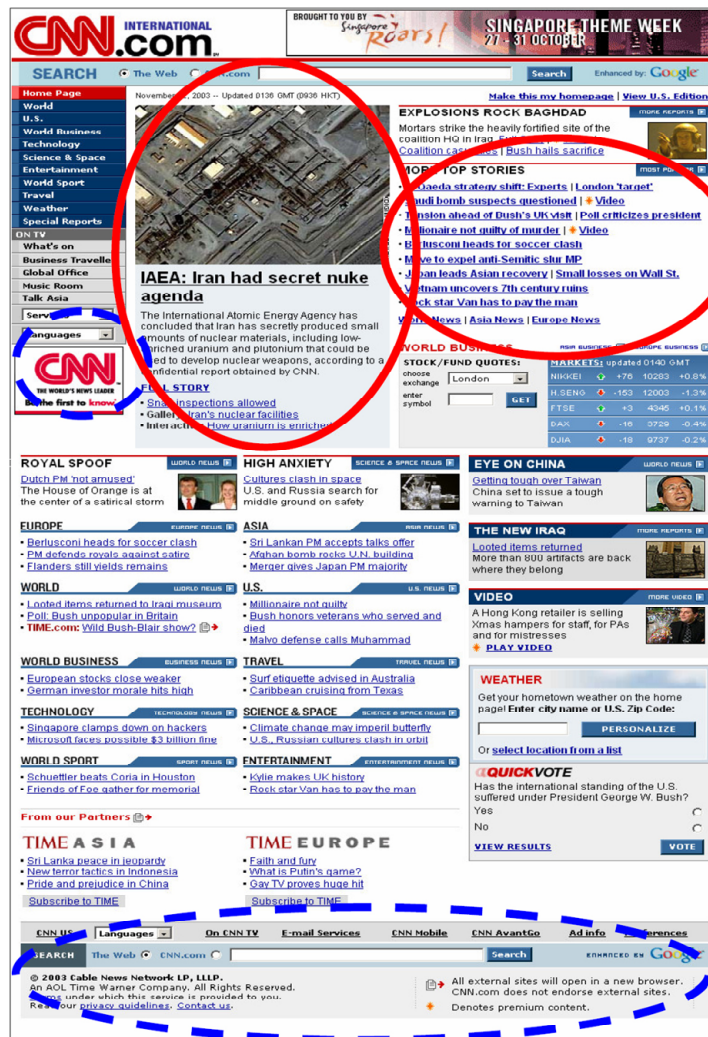 CNN.com INTERNATIONAL
BROUGHT TO YOU BY Singapore Roars!
SINGAPORE THEME WEEK
27 - 31 OCTOBER
SEARCH The Web CNN.com Search Enhanced by: Google
Home Page
World
U.S.
World Business
Technology
Science & Space
Entertainment
World Sport
Travel
Weather
Special Reports
ON TV
What's on
Business Travelle
Global Office
Music Room
Talk Asia
Languages
CNN
THE WORLD'S NEWS LEADER
Be the first to know
2003 -- Updated 0136 GMT (0936 HKT)
IAEA: Iran had secret nuke
agenda
The International Atomic Energy Agency has
concluded that Iran has secretly produced small
amounts of nuclear materials, including low-
enriched uranium and plutonium that could be
used to develop nuclear weapons, according to a
confidential report obtained by CNN.
FULL STORY
• Snap inspections allowed
• Gallery: Iran's nuclear facilities
• Interactive: How uranium is enriched
Make this my homepage | View U.S. Edition
EXPLOSIONS ROCK BAGHDAD MORE REPORTS
Mortars strike the heavily fortified site of the
coalition HQ in Iraq.
Coalition casualties | Bush hails sacrifice
MORE TOP STORIES MOST POPULAR
• Al Qaeda strategy shift: Experts | London 'target'
• Saudi bomb suspects questioned | Video
• Tension ahead of Bush's UK visit | Poll criticizes president
• Millionaire not guilty of murder | Video
• Berlusconi heads for soccer clash
• Move to expel anti-Semitic slur MP
• Japan leads Asian recovery | Small losses on Wall St.
• Vietnam uncovers 7th century ruins
• Rock star Van has to pay the man
World News | Asia News | Europe News
WORLD BUSINESS ASIA BUSINESS EUROPE BUSINESS
STOCK/FUND QUOTES:
choose
exchange London
enter
symbol GET
MARKETS: updated 0140 GMT
NIKKEI +76 10283 +0.8%
H.SENG -153 12003 -1.3%
FTSE +3 4345 +0.1%
DAX -16 3729 -0.4%
DJIA -18 9737 -0.2%
ROYAL SPOOF WORLD NEWS
Dutch PM 'not amused'
The House of Orange is at
the center of a satirical storm
HIGH ANXIETY SCIENCE & SPACE NEWS
Cultures clash in space
U.S. and Russia search for
middle ground on safety
EYE ON CHINA WORLD NEWS
Getting tough over Taiwan
China set to issue a tough
warning to Taiwan
EUROPE EUROPE NEWS
• Berlusconi heads for soccer clash
• PM defends royals against satire
• Flanders still yields remains
ASIA ASIA NEWS
• Sri Lankan PM accepts talks offer
• Afghan bomb rocks U.N. building
• Merger gives Japan PM majority
THE NEW IRAQ MORE REPORTS
Looted items returned
More than 800 artifacts are back
where they belong
WORLD WORLD NEWS
• Looted items returned to Iraqi museum
• Poll: Bush unpopular in Britain
• TIME.com: Wild Bush-Blair show?
U.S. U.S. NEWS
• Millionaire not guilty
• Bush honors veterans who served and
died
• Malvo defense calls Muhammad
VIDEO MORE VIDEO
A Hong Kong retailer is selling
Xmas hampers for staff, for PAs
and for mistresses
PLAY VIDEO
WORLD BUSINESS BUSINESS NEWS
• European stocks close weaker
• German investor morale hits high
TRAVEL TRAVEL NEWS
• Surf etiquette advised in Australia
• Caribbean cruising from Texas
WEATHER
Get your hometown weather on the home
page! Enter city name or U.S. Zip Code:
PERSONALIZE
Or select location from a list
TECHNOLOGY TECHNOLOGY NEWS
• Singapore clamps down on hackers
• Microsoft faces possible $3 billion fine
SCIENCE & SPACE SCIENCE & SPACE NEWS
• Climate change may imperil butterfly
• U.S., Russian cultures clash in orbit
WORLD SPORT SPORT NEWS
• Schuettler beats Coria in Houston
• Friends of Foe gather for memorial
ENTERTAINMENT ENTERTAINMENT NEWS
• Kylie makes UK history
• Rock star Van has to pay the man
QUICKVOTE
Has the international standing of the U.S.
suffered under President George W. Bush?
Yes
No
VIEW RESULTS VOTE
From our Partners
TIME ASIA
• Sri Lanka peace in jeopardy
• New terror tactics in Indonesia
• Pride and prejudice in China
Subscribe to TIME
TIME EUROPE
• Faith and fury
• What is Putin's game?
• Gay TV proves huge hit
Subscribe to TIME
CNN US Languages On CNN TV E-mail Services CNN Mobile CNN AvantGo Ad info Preferences
SEARCH The Web CNN.com Search ENHANCED BY Google
© 2003 Cable News Network LP, LLLP.
An AOL Time Warner Company. All Rights Reserved.
Terms under which this service is provided to you.
Read our privacy guidelines. Contact us.
All external sites will open in a new browser.
CNN.com does not endorse external sites.
Denotes premium content.